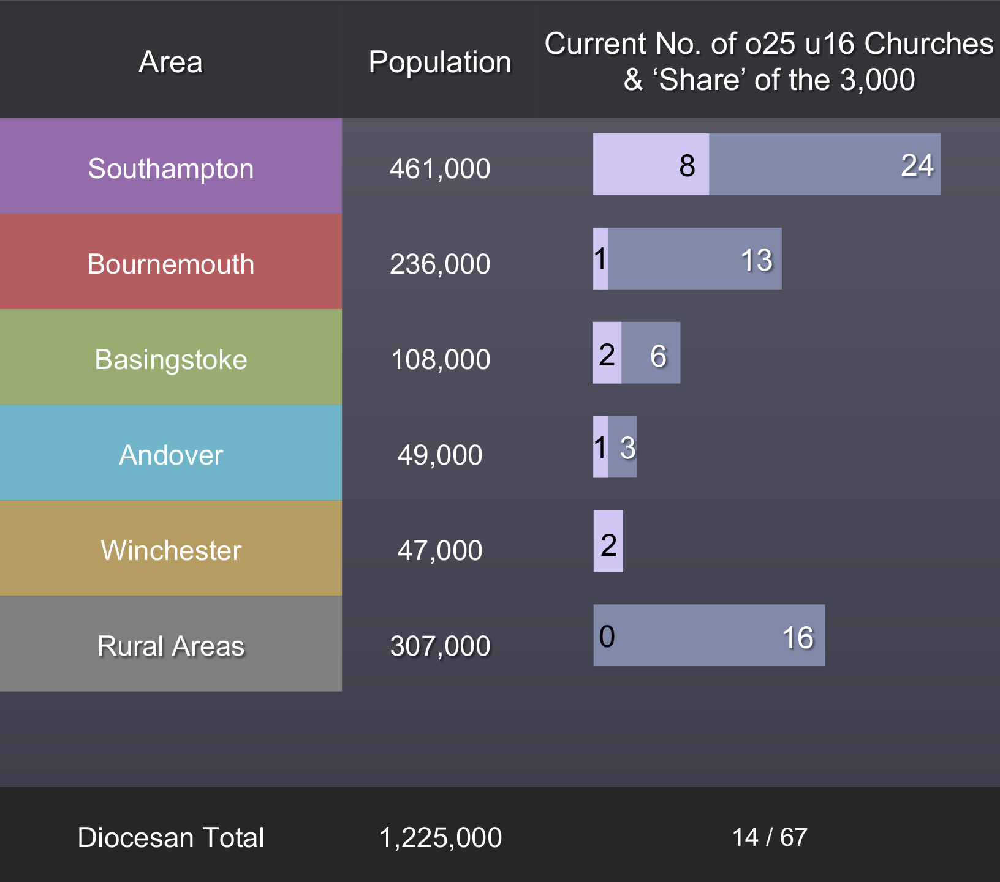 Area Population Current No. of o25 u16 Churches
& ‘Share’ of the 3,000
Southampton 461,000 8 24
Bournemouth 236,000 1 13
Basingstoke 108,000 2 6
Andover 49,000 1 3
Winchester 47,000 2
Rural Areas 307,000 0 16
Diocesan Total 1,225,000 14 / 67